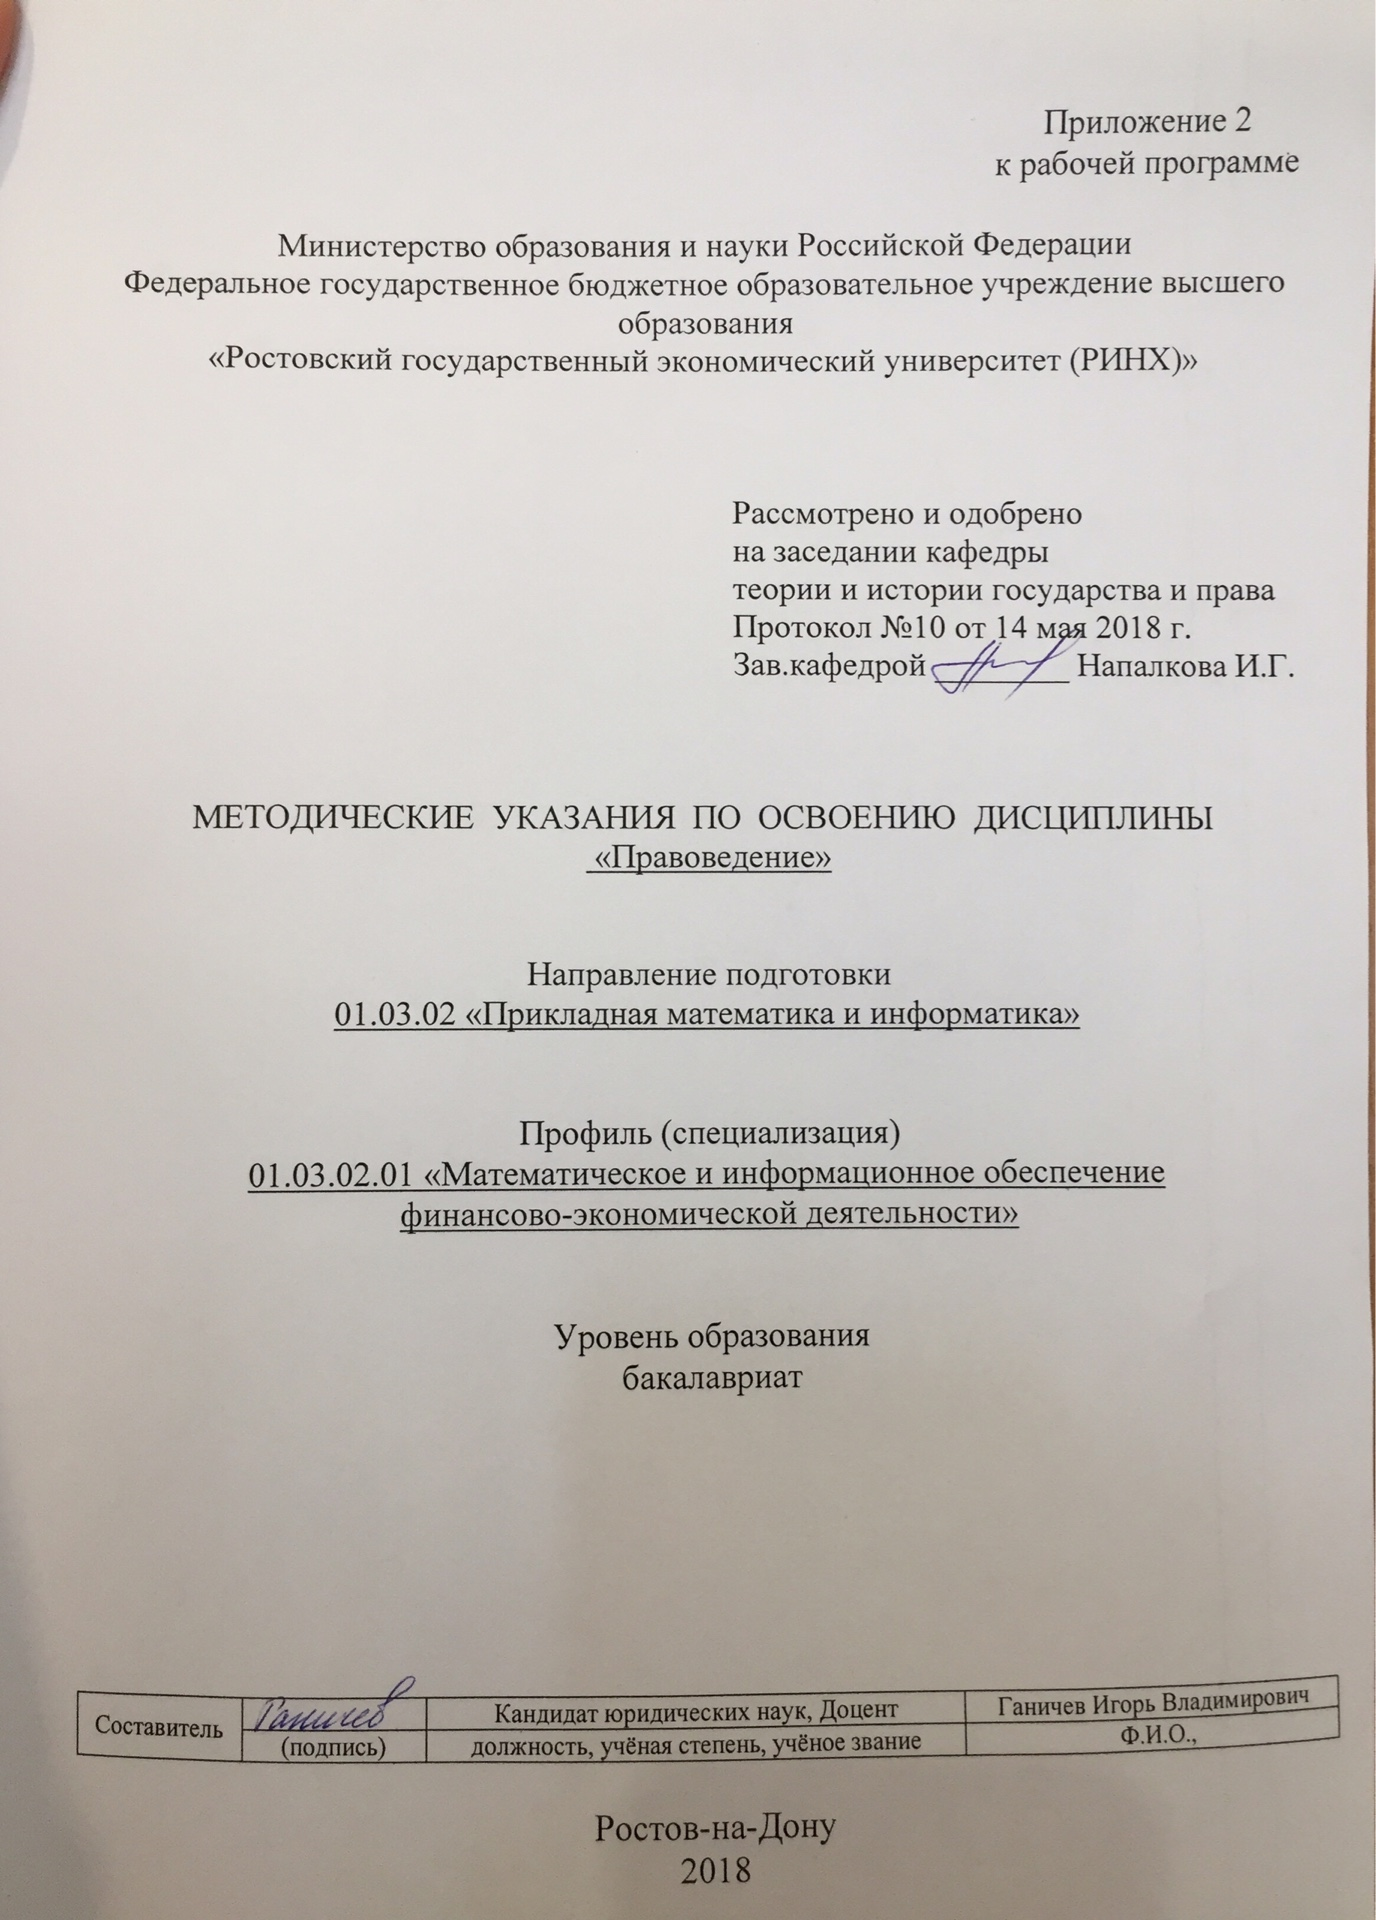 Приложение 2
к рабочей программе
Министерство образования и науки Российской Федерации
Федеральное государственное бюджетное образовательное учреждение высшего
образования
«Ростовский государственный экономический университет (РИНХ)»
Рассмотрено и одобрено
на заседании кафедры
теории и истории государства и права
Протокол №10 от 14 мая 2018 г.
Зав.кафедрой ________ Напалкова И.Г.
МЕТОДИЧЕСКИЕ УКАЗАНИЯ ПО ОСВОЕНИЮ ДИСЦИПЛИНЫ
«Правоведение»
Направление подготовки
01.03.02 «Прикладная математика и информатика»
Профиль (специализация)
01.03.02.01 «Математическое и информационное обеспечение
финансово-экономической деятельности»
Уровень образования
бакалавриат
Составитель
Ганичев
(подпись)
Кандидат юридических наук, Доцент
должность, учёная степень, учёное звание
Ганичев Игорь Владимирович
Ф.И.О.,
Ростов-на-Дону
2018